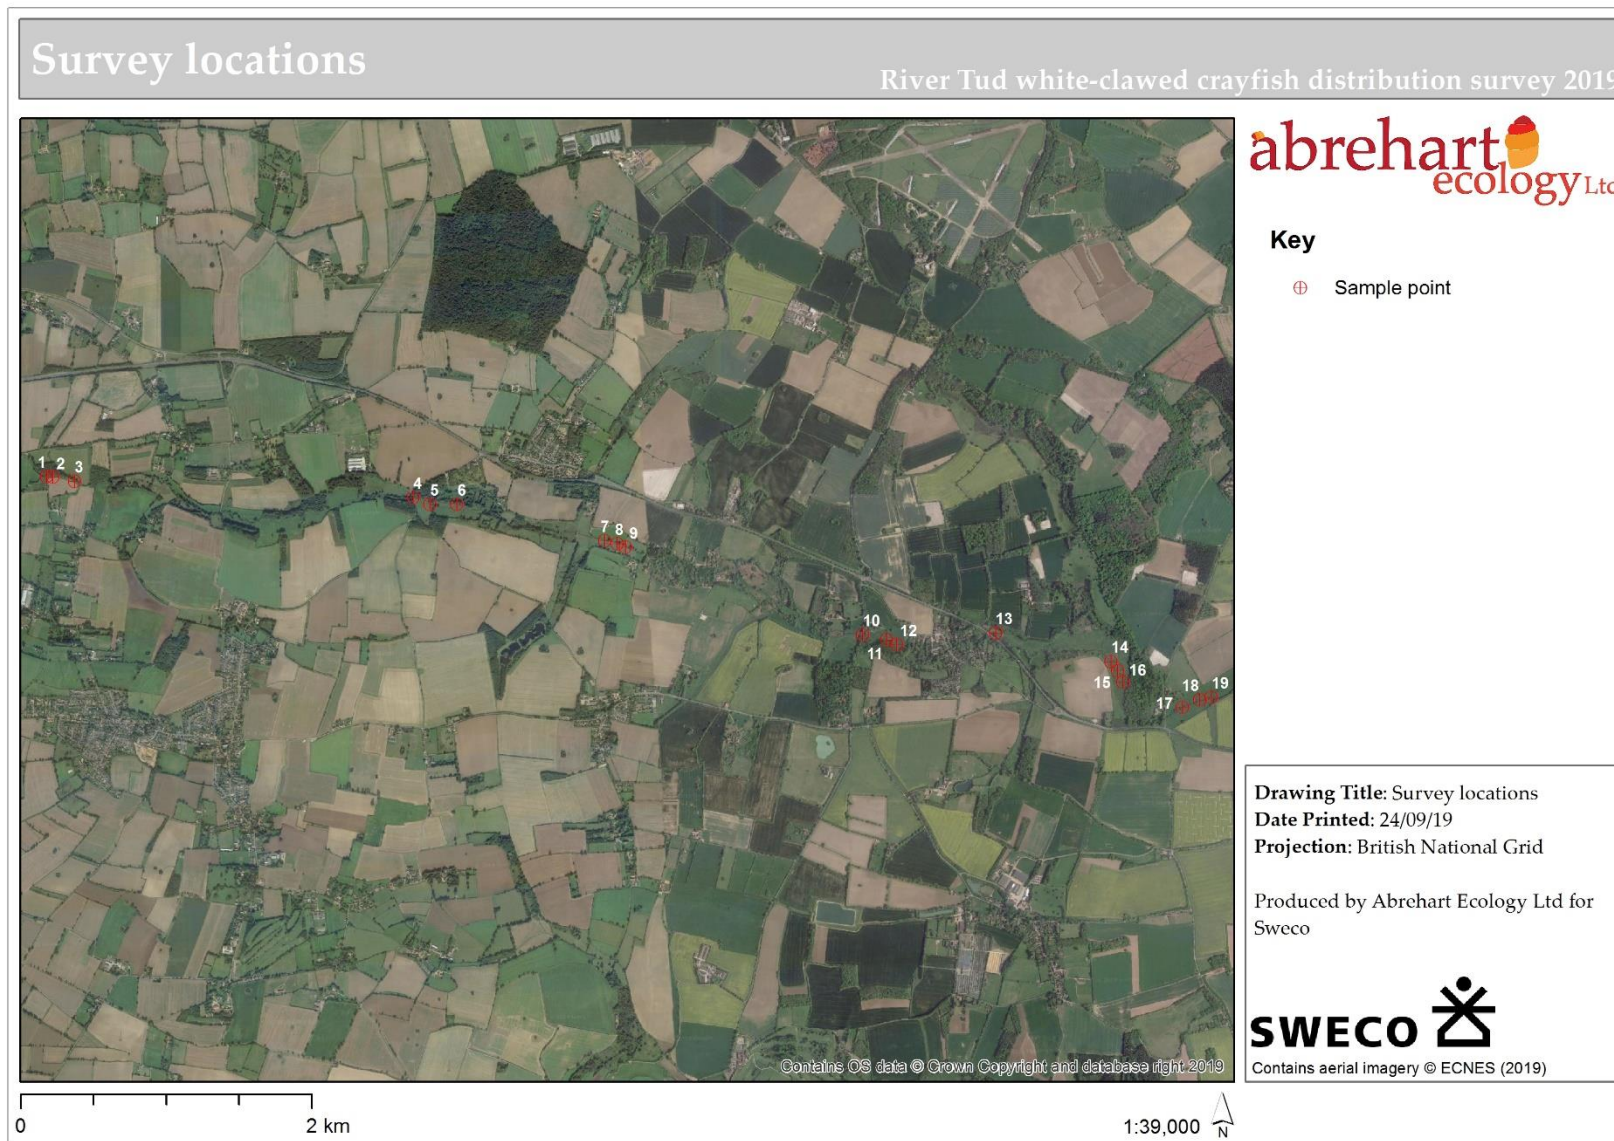 Survey locations
River Tud white-clawed crayfish distribution survey 2019
abrehart
ecology Ltd
Key
Sample point
1 2 3
4 5 6
7 8 9
10 12 13
11
14
15 16
17 18 19
Drawing Title: Survey locations
Date Printed: 24/09/19
Projection: British National Grid
Produced by Abrehart Ecology Ltd for
Sweco
SWECO
Contains OS data © Crown Copyright and database right 2019
Contains aerial imagery © ECNES (2019)
0 2 km
1:39,000 N